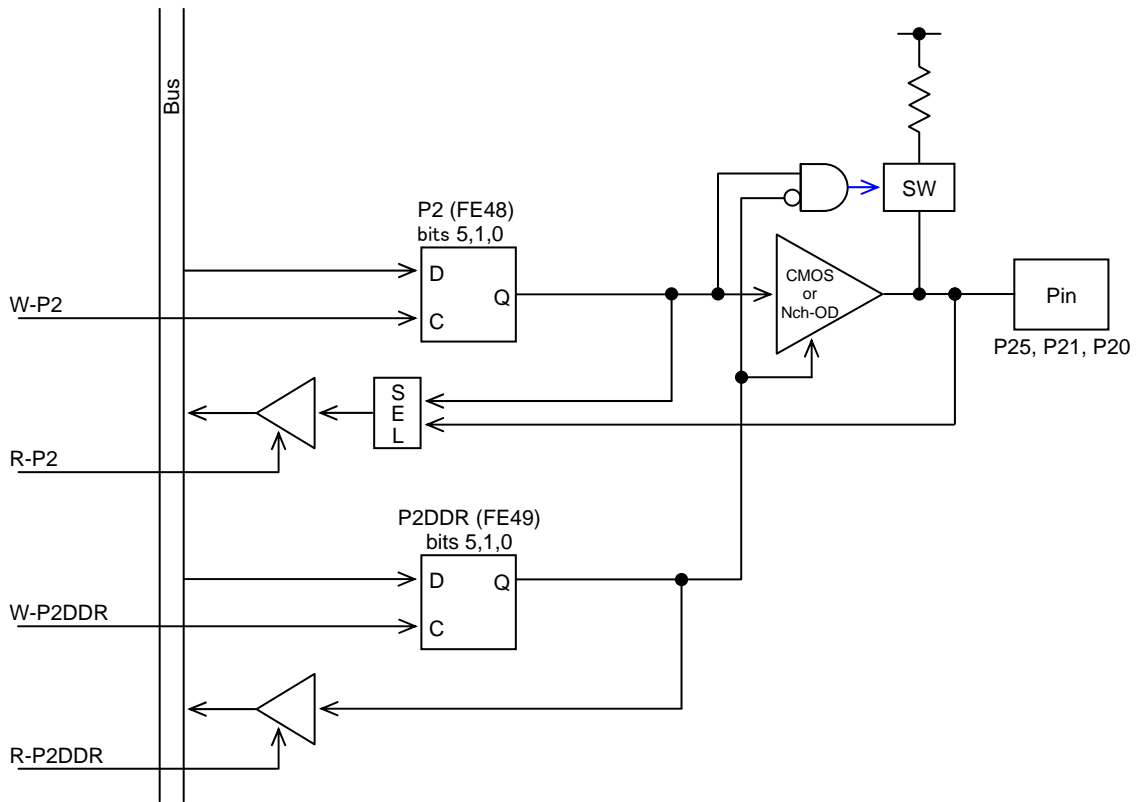 Bus
SW
P2 (FE48)
bits 5,1,0
D
Q
C
W-P2
CMOS
or
Nch-OD
Pin
P25, P21, P20
S
E
L
R-P2
P2DDR (FE49)
bits 5,1,0
D
Q
C
W-P2DDR
R-P2DDR